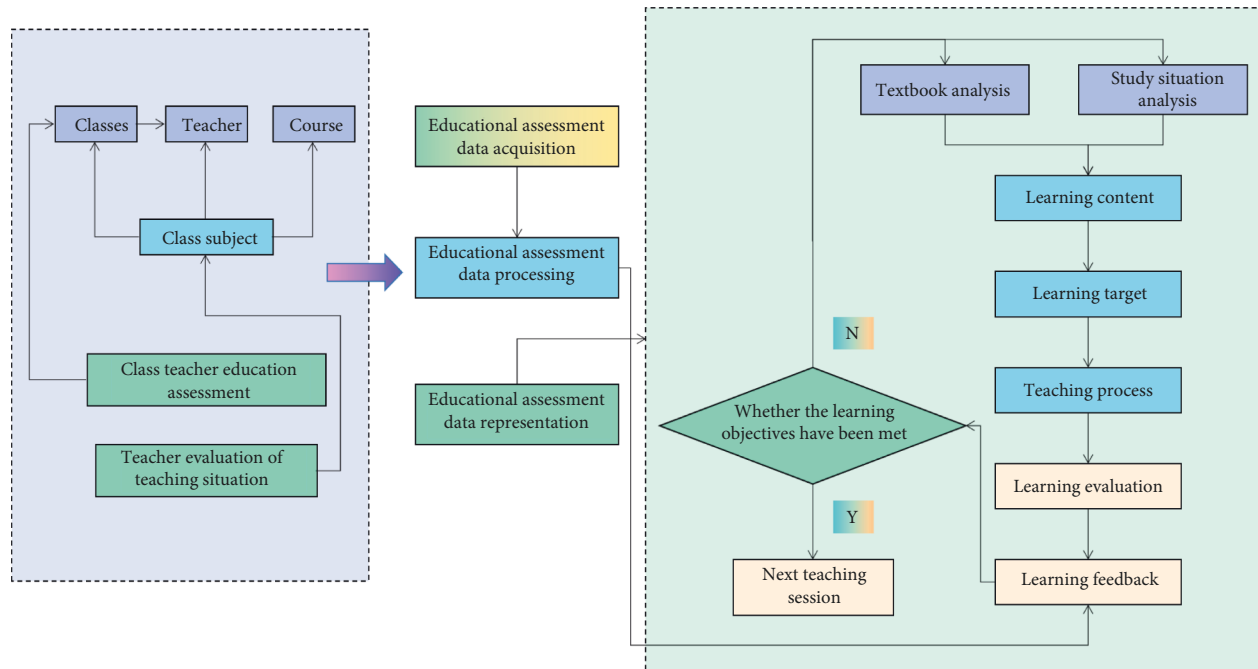 Classes
Teacher
Course
Class subject
Class teacher education
assessment
Teacher evaluation of
teaching situation
Educational assessment
data acquisition
Educational assessment
data processing
Educational assessment
data representation
Textbook analysis
Study situation
analysis
Learning content
Learning target
Teaching process
Learning evaluation
Learning feedback
N
Whether the learning
objectives have been met
Y
Next teaching
session